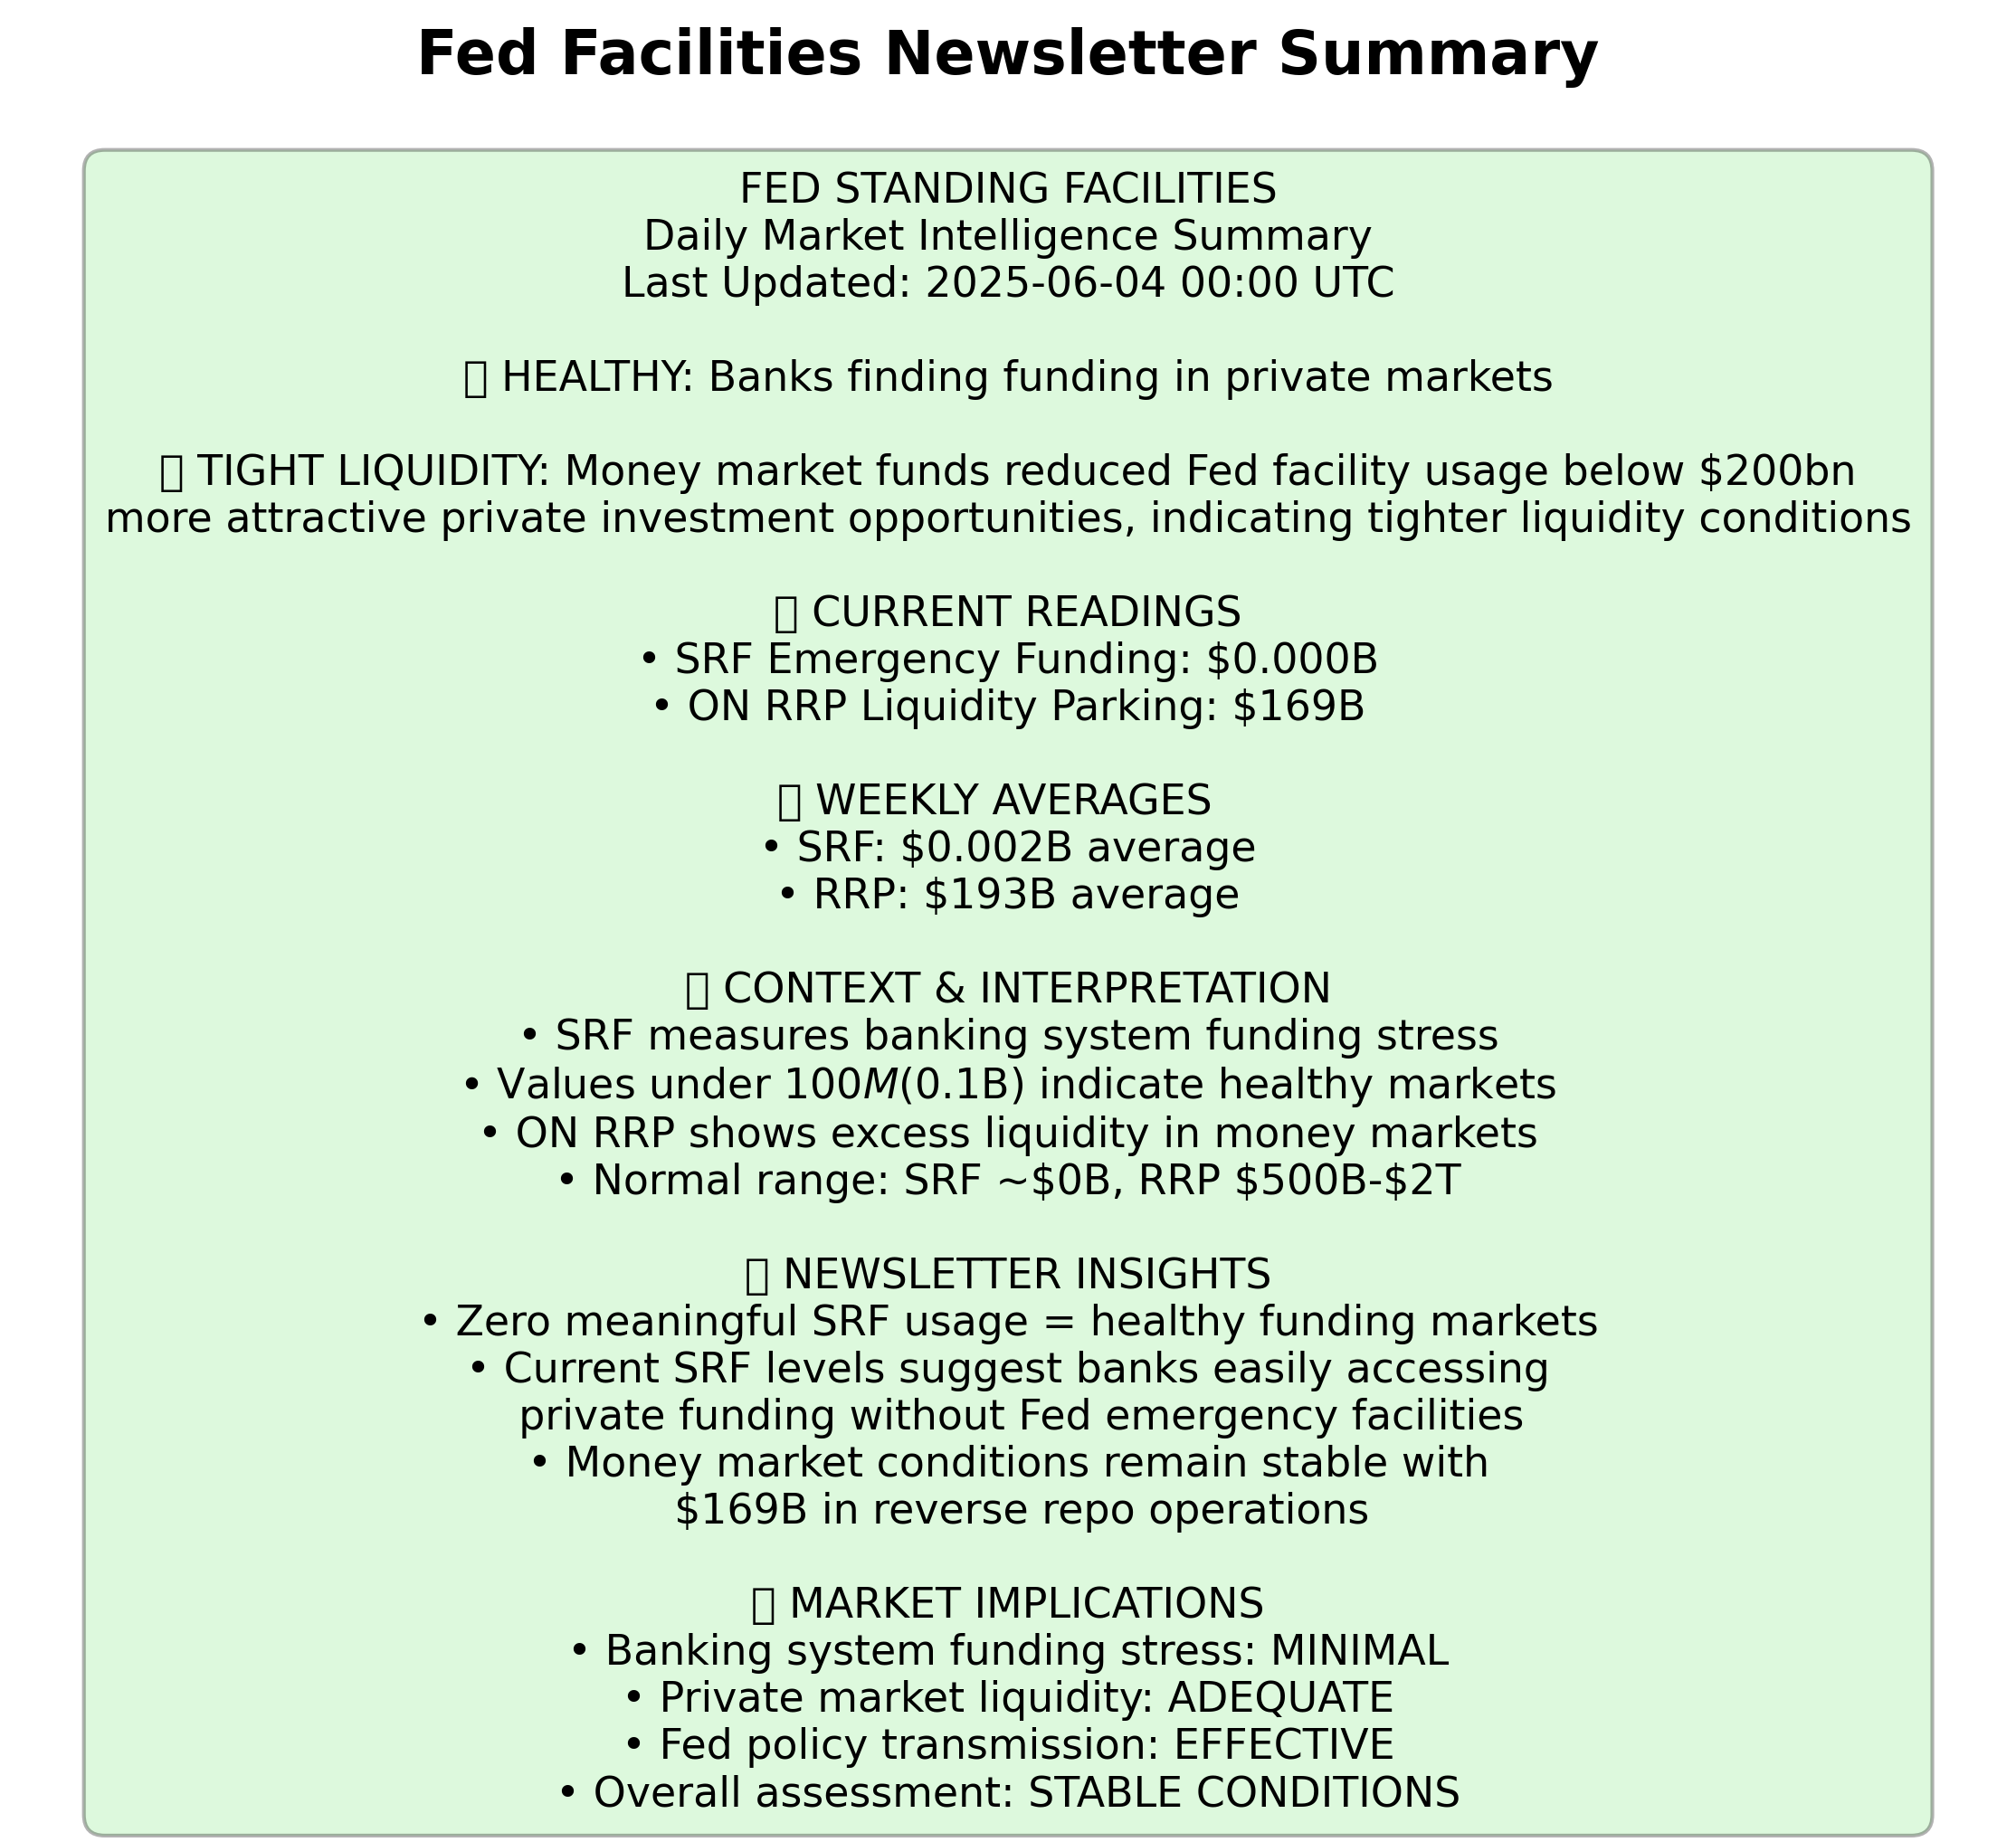 Fed Facilities Newsletter Summary
FED STANDING FACILITIES
Daily Market Intelligence Summary
Last Updated: 2025-06-04 00:00 UTC
▯ HEALTHY: Banks finding funding in private markets
▯ TIGHT LIQUIDITY: Money market funds reduced Fed facility usage below $200bn
more attractive private investment opportunities, indicating tighter liquidity conditions
▯ CURRENT READINGS
• SRF Emergency Funding: $0.000B
• ON RRP Liquidity Parking: $169B
▯ WEEKLY AVERAGES
• SRF: $0.002B average
• RRP: $193B average
▯ CONTEXT & INTERPRETATION
• SRF measures banking system funding stress
• Values under 100M(0.1B) indicate healthy markets
• ON RRP shows excess liquidity in money markets
• Normal range: SRF ~$0B, RRP $500B-$2T
▯ NEWSLETTER INSIGHTS
• Zero meaningful SRF usage = healthy funding markets
• Current SRF levels suggest banks easily accessing
private funding without Fed emergency facilities
• Money market conditions remain stable with
$169B in reverse repo operations
▯ MARKET IMPLICATIONS
• Banking system funding stress: MINIMAL
• Private market liquidity: ADEQUATE
• Fed policy transmission: EFFECTIVE
• Overall assessment: STABLE CONDITIONS